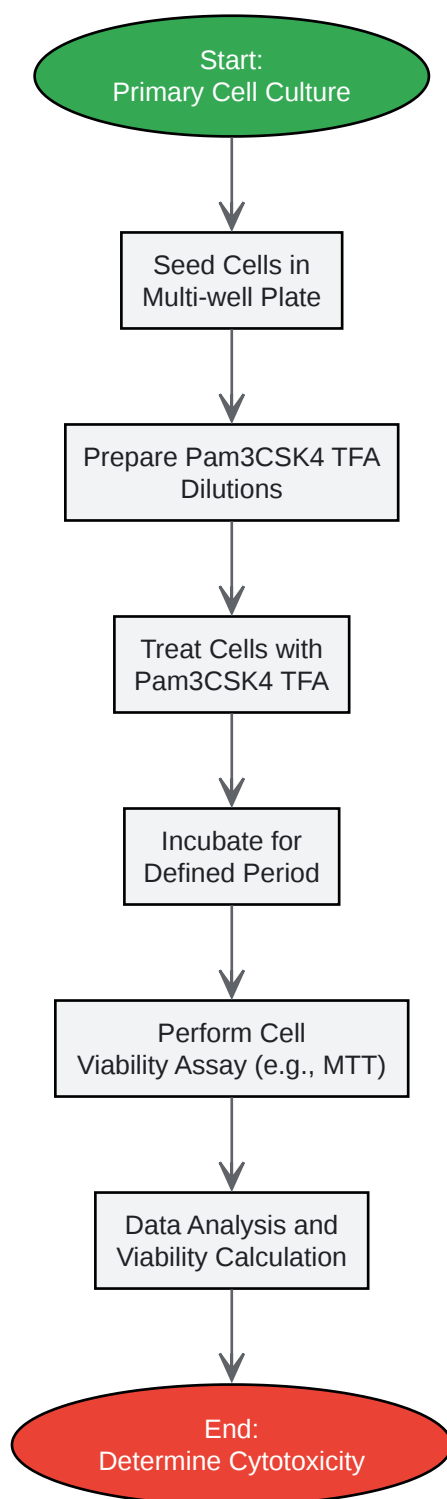 Start:
Primary Cell Culture
Seed Cells in
Multi-well Plate
Prepare Pam3CSK4 TFA
Dilutions
Treat Cells with
Pam3CSK4 TFA
Incubate for
Defined Period
Perform Cell
Viability Assay (e.g., MTT)
Data Analysis and
Viability Calculation
End:
Determine Cytotoxicity